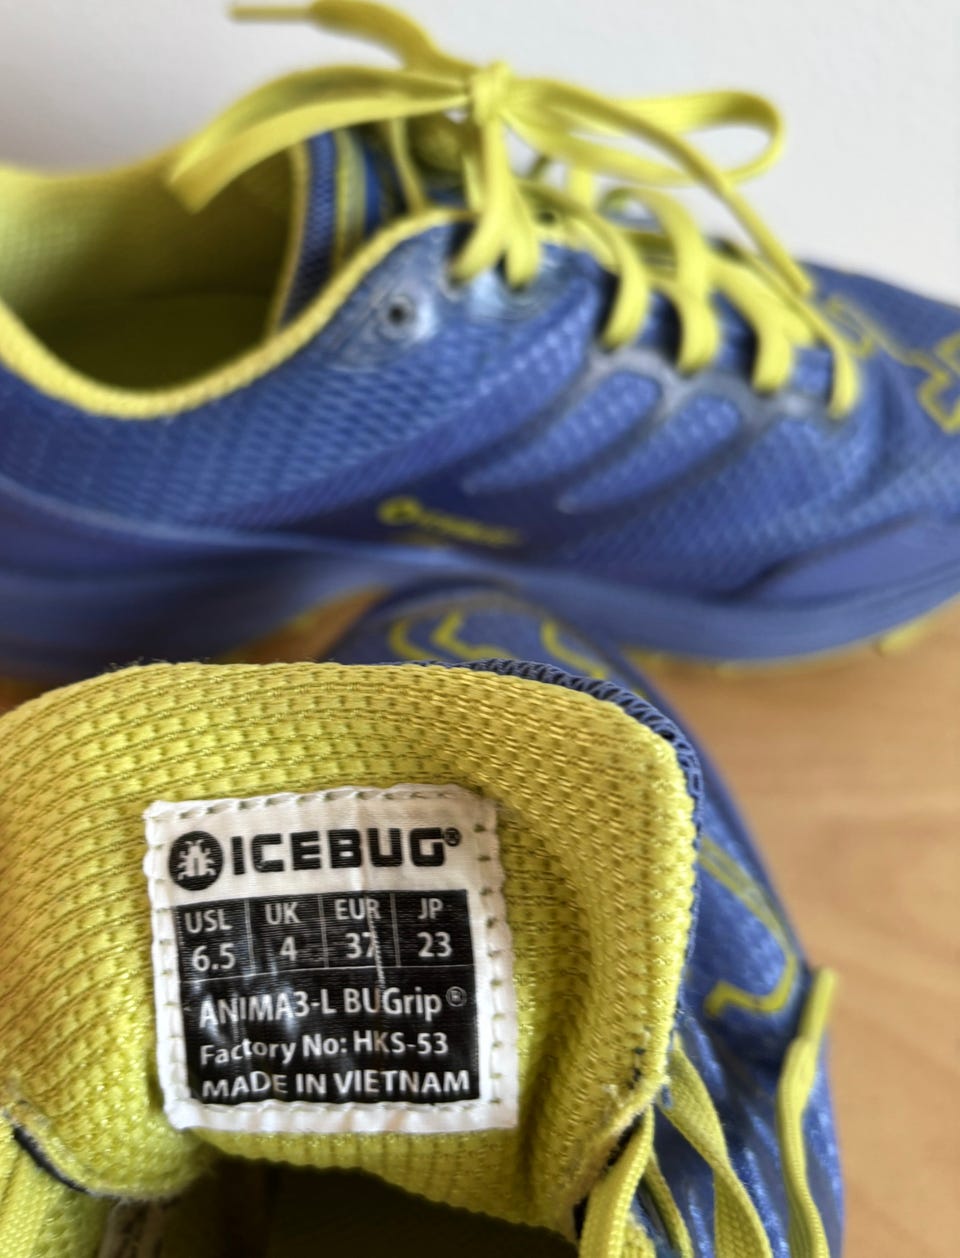 ICEBUG®
USL UK EUR JP
6.5 4 37 23
ANIMA3-L BUGrip®
Factory No: HKS-53
MADE IN VIETNAM